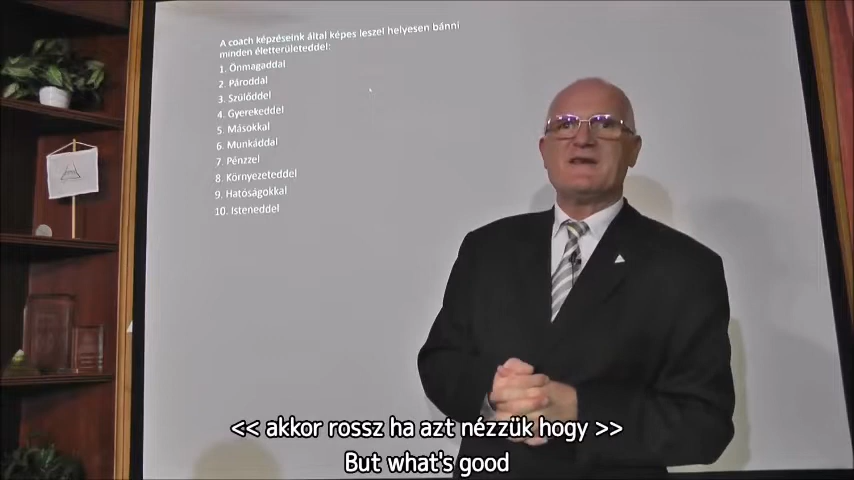 A coach képzéseink által képes leszel helyesen bánni
minden életterületeddel:
1. Önmagaddal
2. Pároddal
3. Szülőddel
4. Gyerekeddel
5. Másokkal
6. Munkáddal
7. Pénzzel
8. Környezeteddel
9. Hatóságokkal
10. Isteneddel
<< akkor rossz ha azt nézzük hogy >>
But what's good